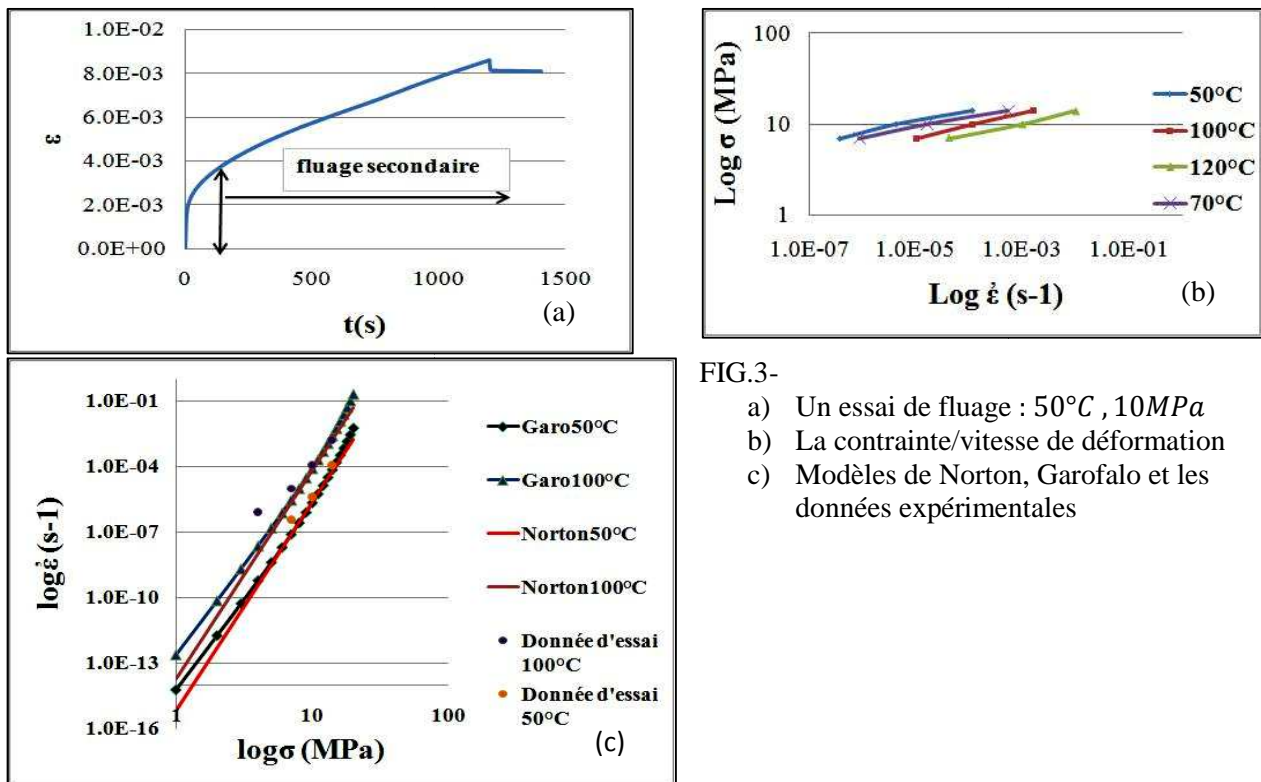 1.0E-02
8.0E-03
6.0E-03
4.0E-03
2.0E-03
0.0E+00
ε
fluage secondaire
0 500 1000 1500
t(s)
(a)
100
10
1
Log σ (MPa)
50°C
100°C
120°C
70°C
1.0E-07 1.0E-05 1.0E-03 1.0E-01
Log ε̇ (s-1)
(b)
1.0E-01
1.0E-04
1.0E-07
1.0E-10
1.0E-13
1.0E-16
logε̇ (s-1)
Garo50°C
Garo100°C
Norton50°C
Norton100°C
Donnée d'essai
100°C
Donnée d'essai
50°C
1 10 100
logσ (MPa)
(c)
FIG.3-
a) Un essai de fluage : 50°C , 10MPa
b) La contrainte/vitesse de déformation
c) Modèles de Norton, Garofalo et les
données expérimentales